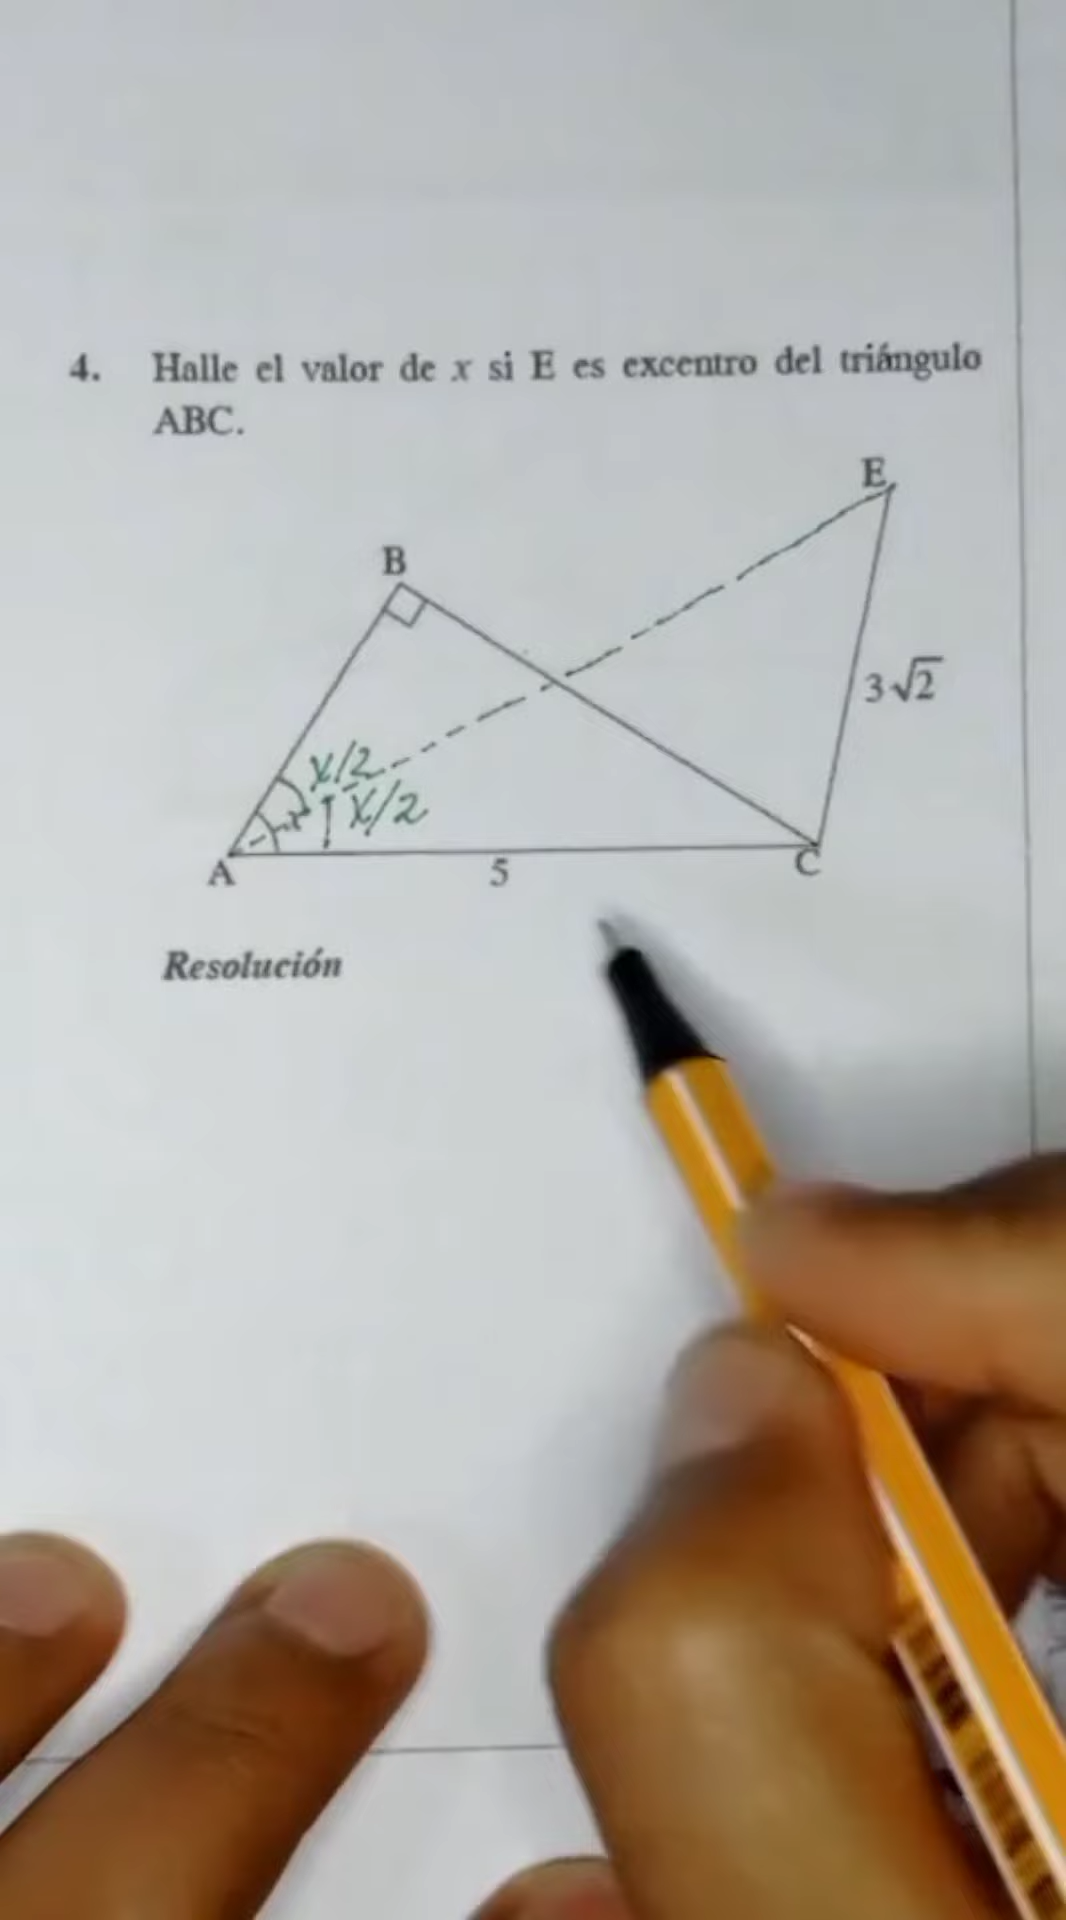 4. Halle el valor de x si E es excentro del triángulo
ABC.
E
B
3√2
x/2
x x/2
A
5
C
Resolución